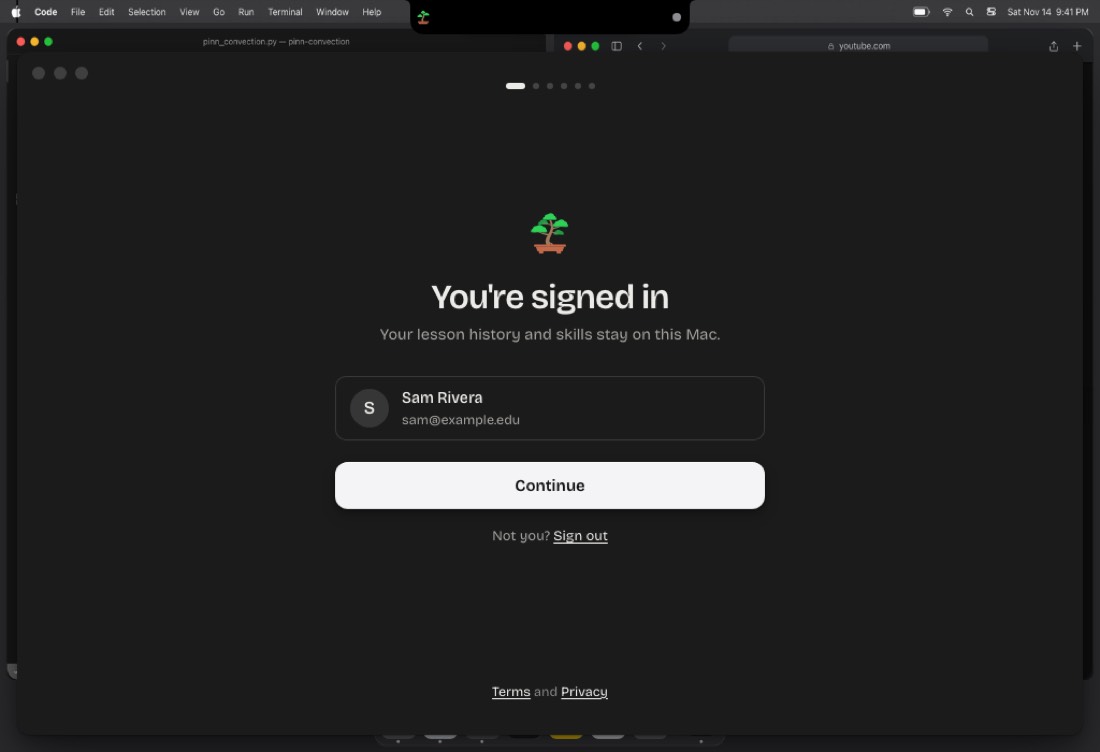 Code File Edit Selection View Go Run Terminal Window Help Sat Nov 14 9:41 PM
pinn_convection.py — pinn-convection
youtube.com
You're signed in
Your lesson history and skills stay on this Mac.
S
Sam Rivera
sam@example.edu
Continue
Not you? Sign out
Terms and Privacy